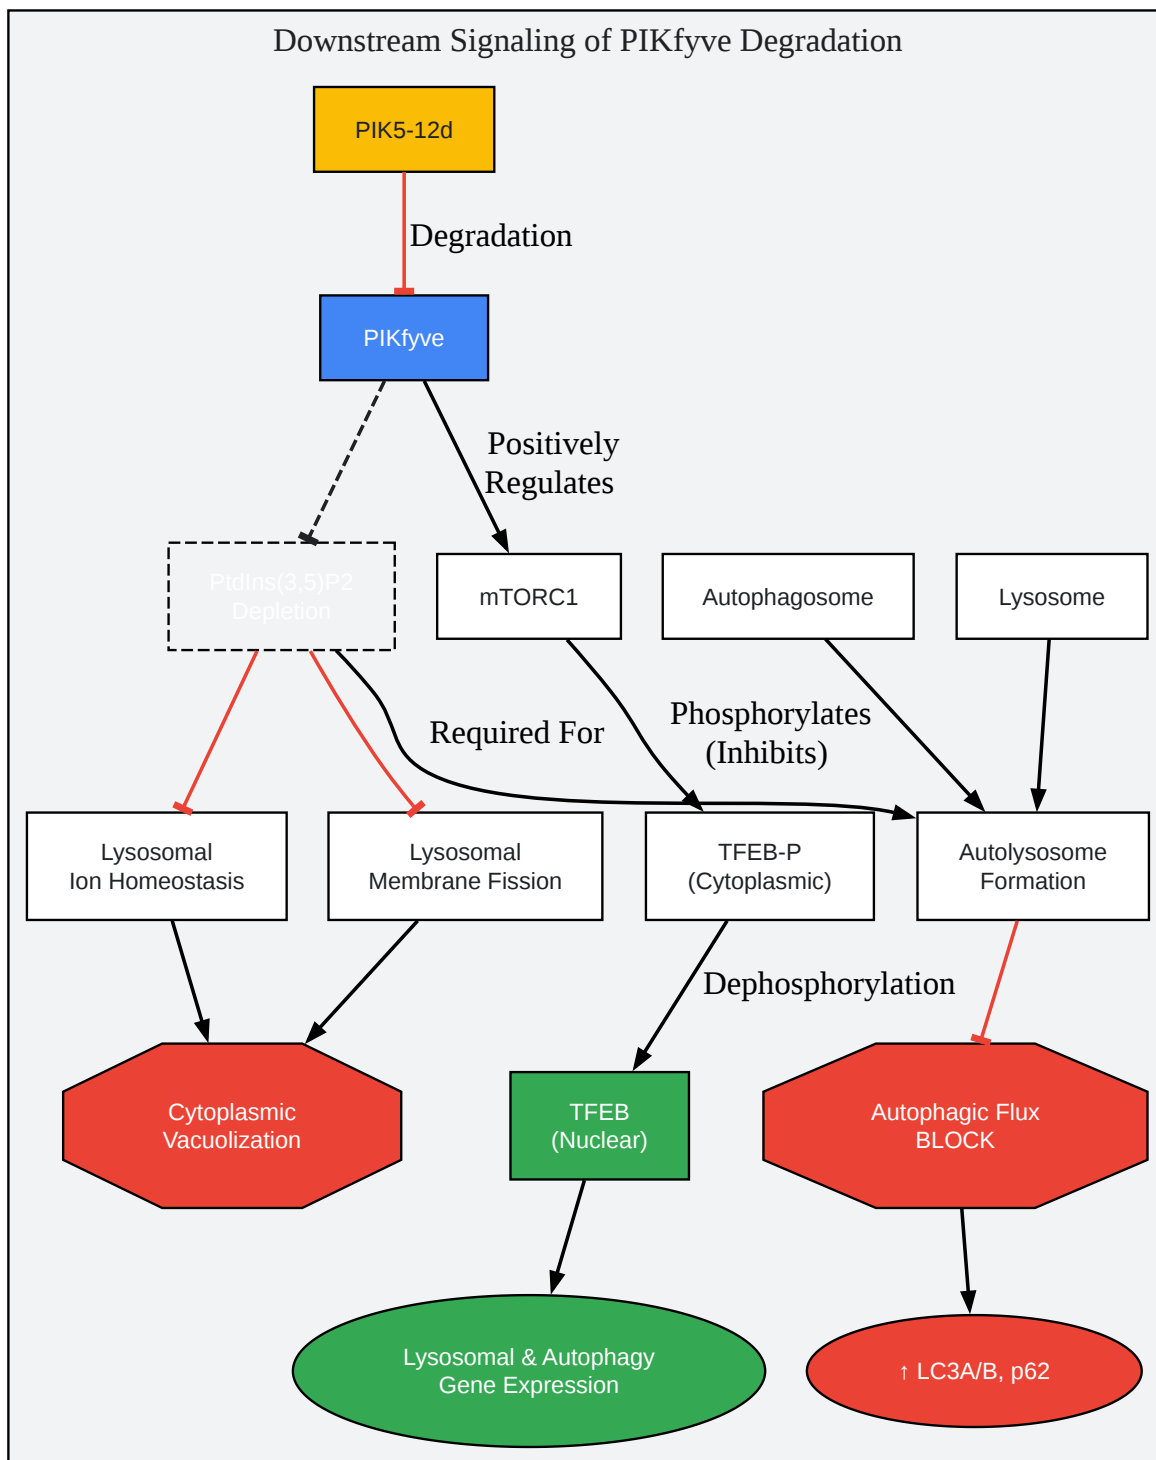 Downstream Signaling of PIKfyve Degradation
PIK5-12d
Degradation
PIKfyve
Positively
Regulates
PtdIns(3,5)P2
Depletion
mTORC1
Autophagosome
Lysosome
Required For
Phosphorylates
(Inhibits)
Lysosomal
Ion Homeostasis
Lysosomal
Membrane Fission
TFEB-P
(Cytoplasmic)
Autolysosome
Formation
Dephosphorylation
Cytoplasmic
Vacuolization
TFEB
(Nuclear)
Autophagic Flux
BLOCK
Lysosomal & Autophagy
Gene Expression
↑ LC3A/B, p62